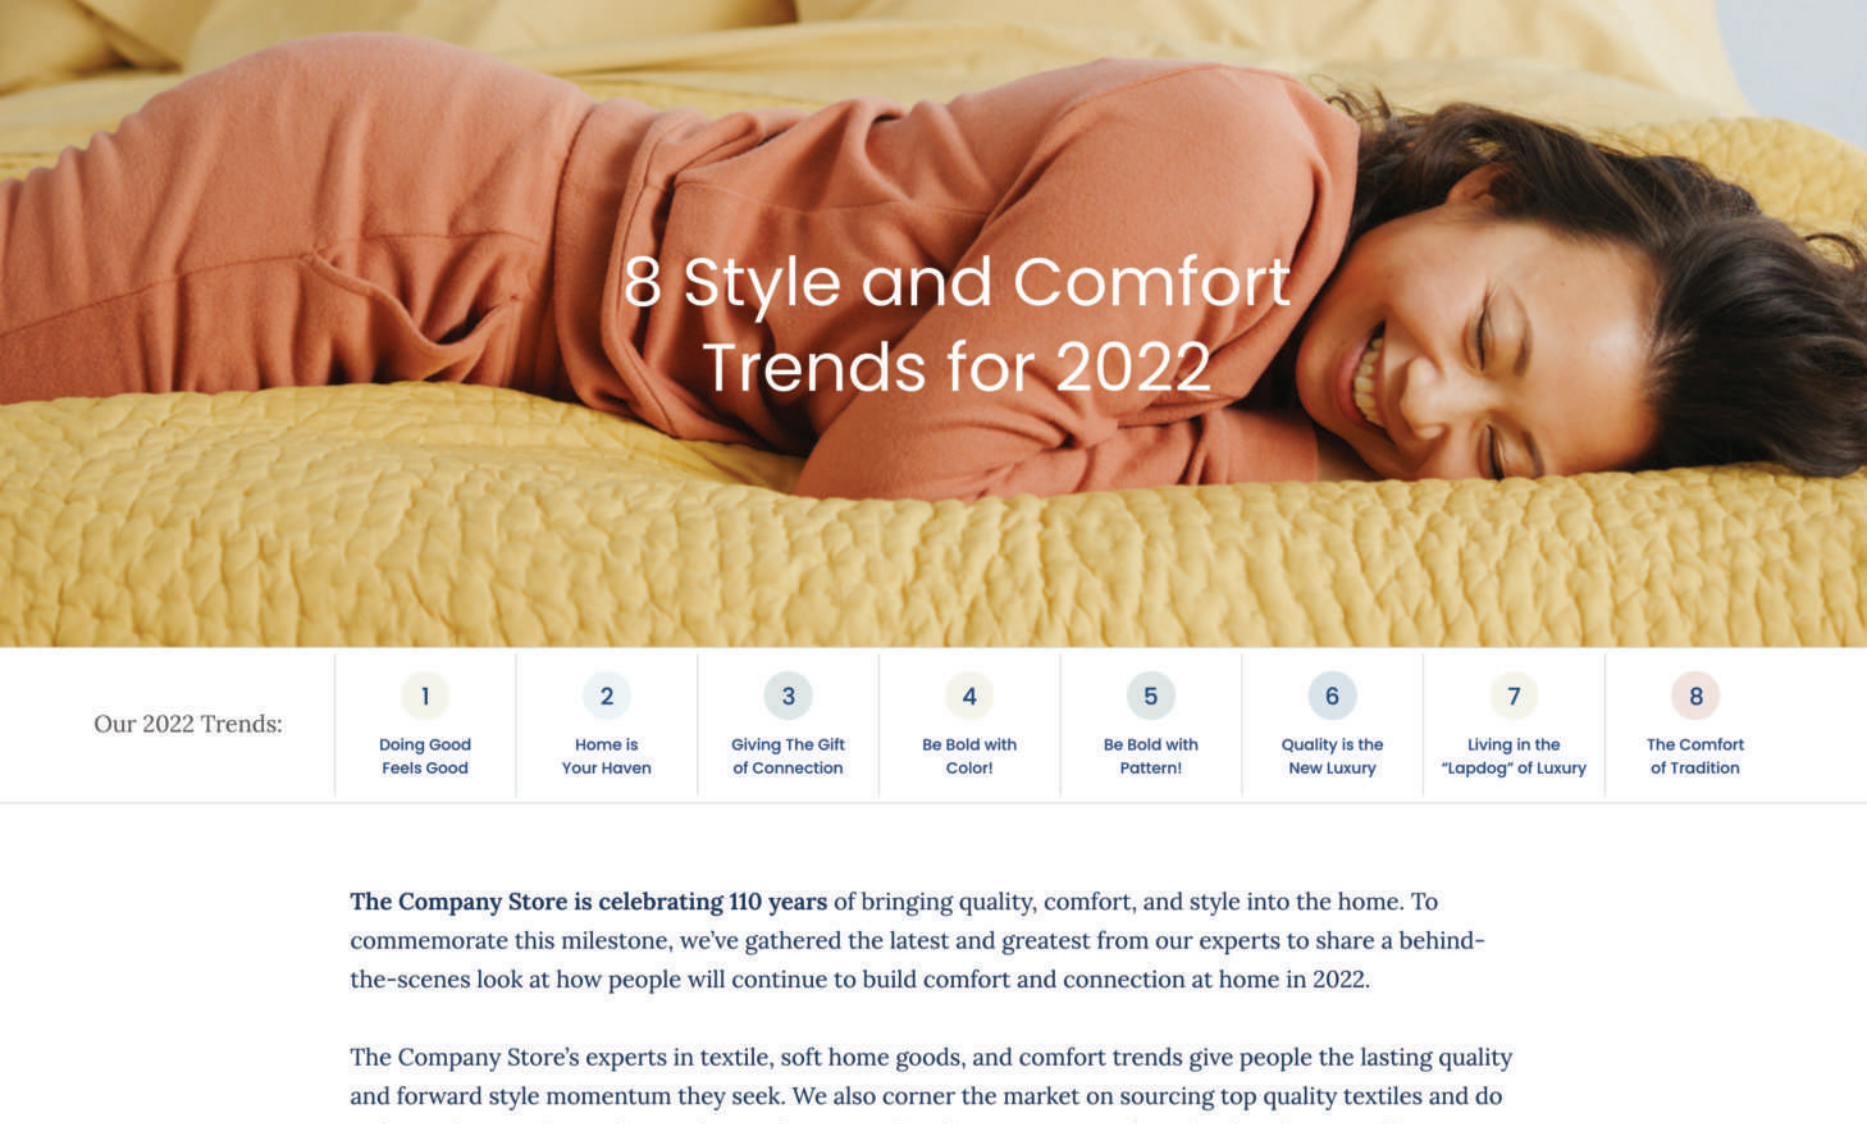 8 Style and Comfort
Trends for 2022
Our 2022 Trends:
1
Doing Good
Feels Good
2
Home is
Your Haven
3
Giving The Gift
of Connection
4
Be Bold with
Color!
5
Be Bold with
Pattern!
6
Quality is the
New Luxury
7
Living in the
“Lapdog” of Luxury
8
The Comfort
of Tradition
The Company Store is celebrating 110 years of bringing quality, comfort, and style into the home. To
commemorate this milestone, we’ve gathered the latest and greatest from our experts to share a behind-
the-scenes look at how people will continue to build comfort and connection at home in 2022.
The Company Store’s experts in textile, soft home goods, and comfort trends give people the lasting quality
and forward style momentum they seek. We also corner the market on sourcing top quality textiles and do